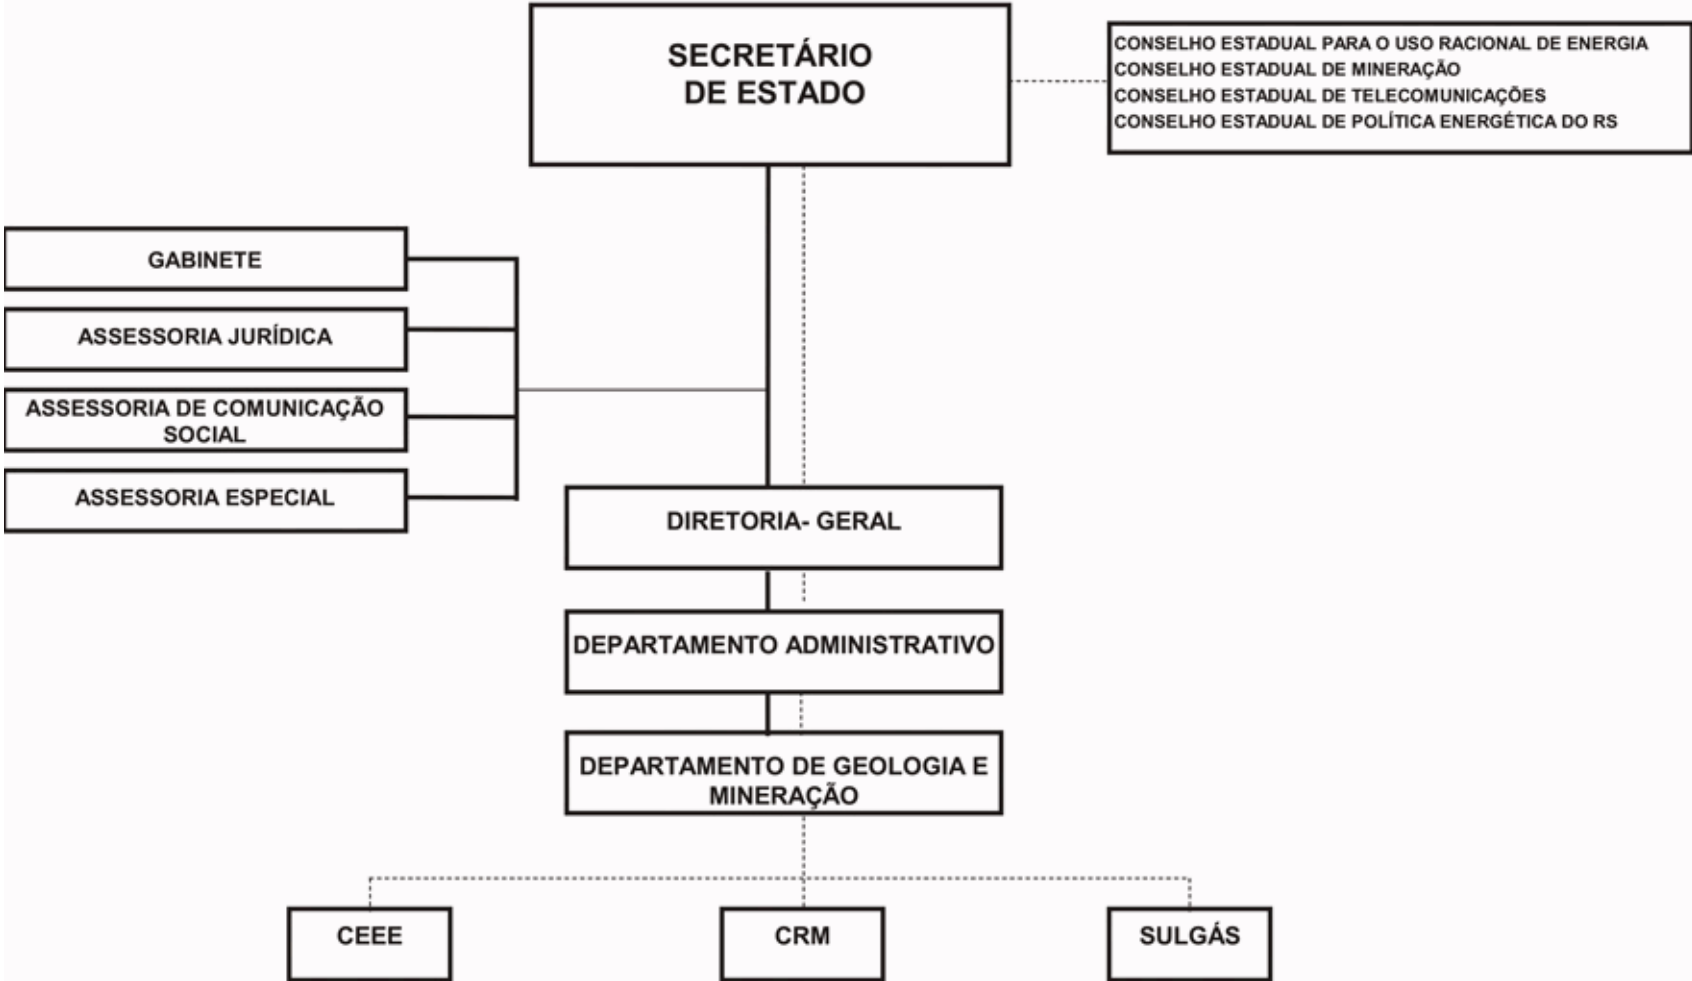 SECRETÁRIO
DE ESTADO
CONSELHO ESTADUAL PARA O USO RACIONAL DE ENERGIA
CONSELHO ESTADUAL DE MINERAÇÃO
CONSELHO ESTADUAL DE TELECOMUNICAÇÕES
CONSELHO ESTADUAL DE POLÍTICA ENERGÉTICA DO RS
GABINETE
ASSESSORIA JURÍDICA
ASSESSORIA DE COMUNICAÇÃO
SOCIAL
ASSESSORIA ESPECIAL
DIRETORIA- GERAL
DEPARTAMENTO ADMINISTRATIVO
DEPARTAMENTO DE GEOLOGIA E
MINERAÇÃO
CEEE
CRM
SULGÁS